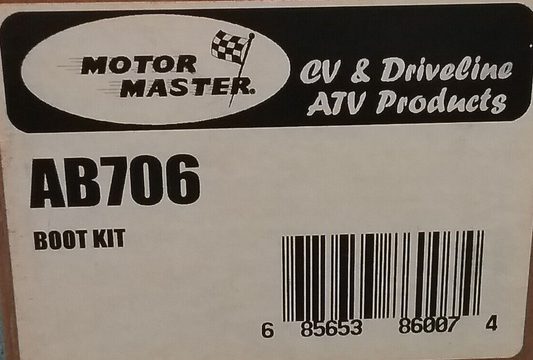 MOTOR
MASTER.
CV & Driveline
ATV Products
AB706
BOOT KIT
6 85653 86007 4